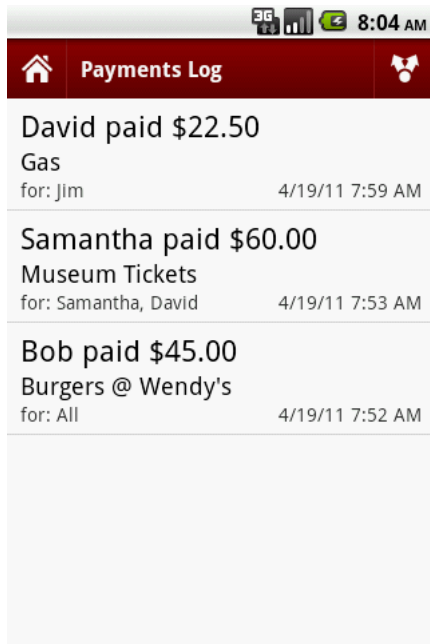 3G 8:04 AM
Payments Log
David paid $22.50
Gas
for: Jim 4/19/11 7:59 AM
Samantha paid $60.00
Museum Tickets
for: Samantha, David 4/19/11 7:53 AM
Bob paid $45.00
Burgers @ Wendy's
for: All 4/19/11 7:52 AM